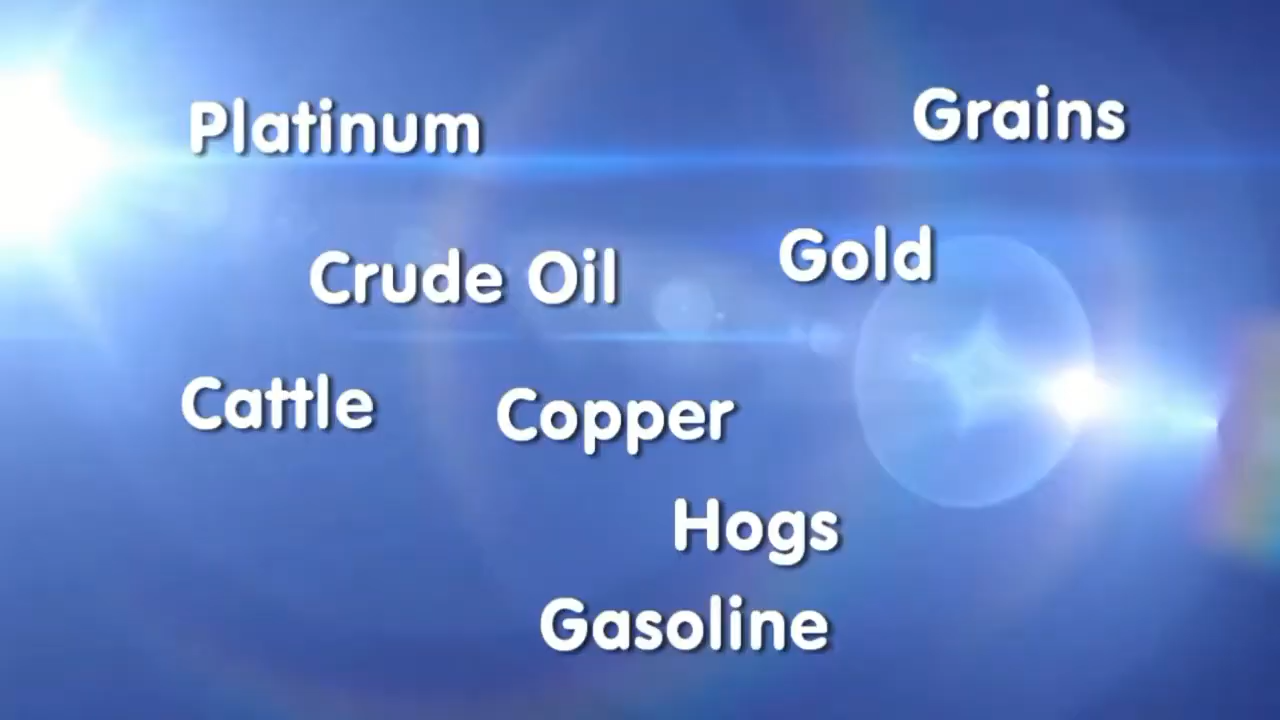 Platinum
Grains
Crude Oil
Gold
Cattle
Copper
Hogs
Gasoline